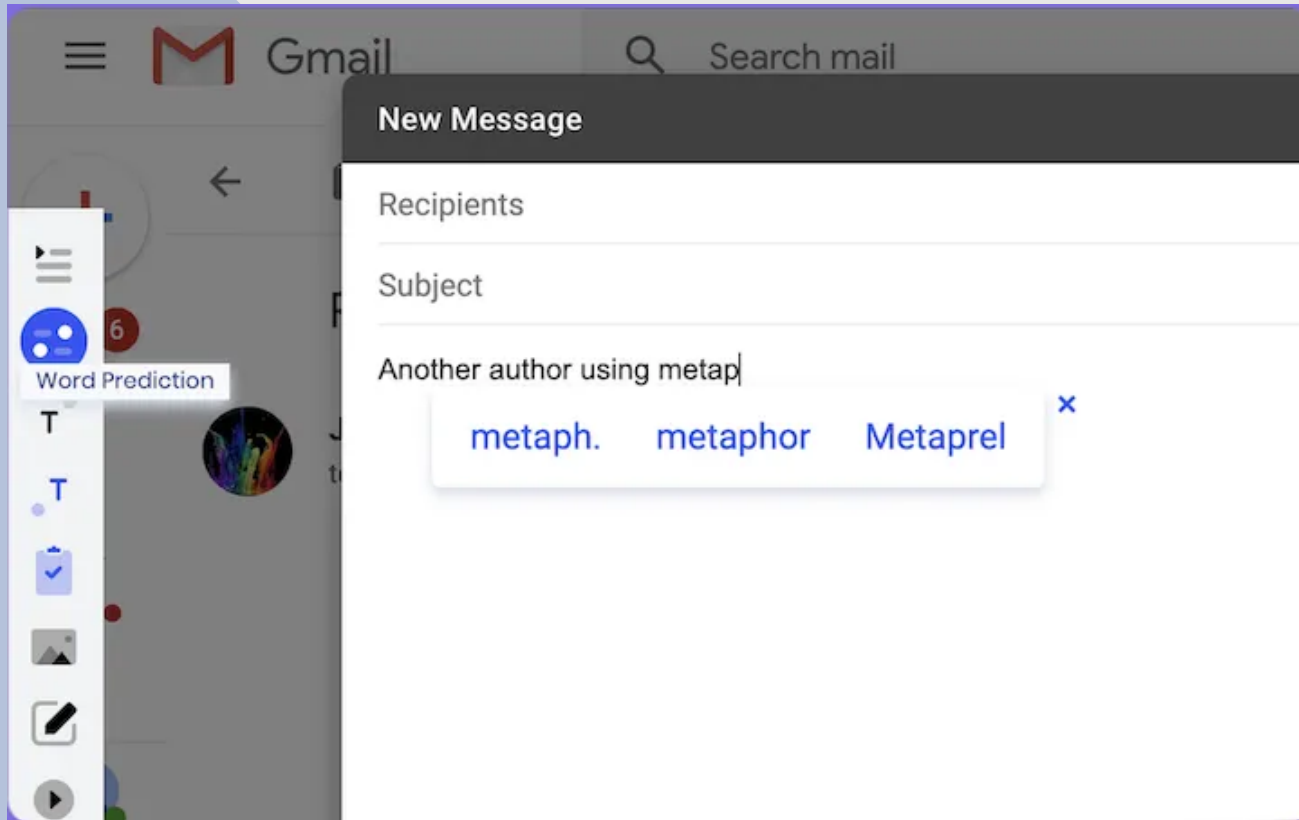 Gmail
Search mail
New Message
Recipients
Subject
6
Another author using metap
Word Prediction
metaph. metaphor Metaprel
T
T